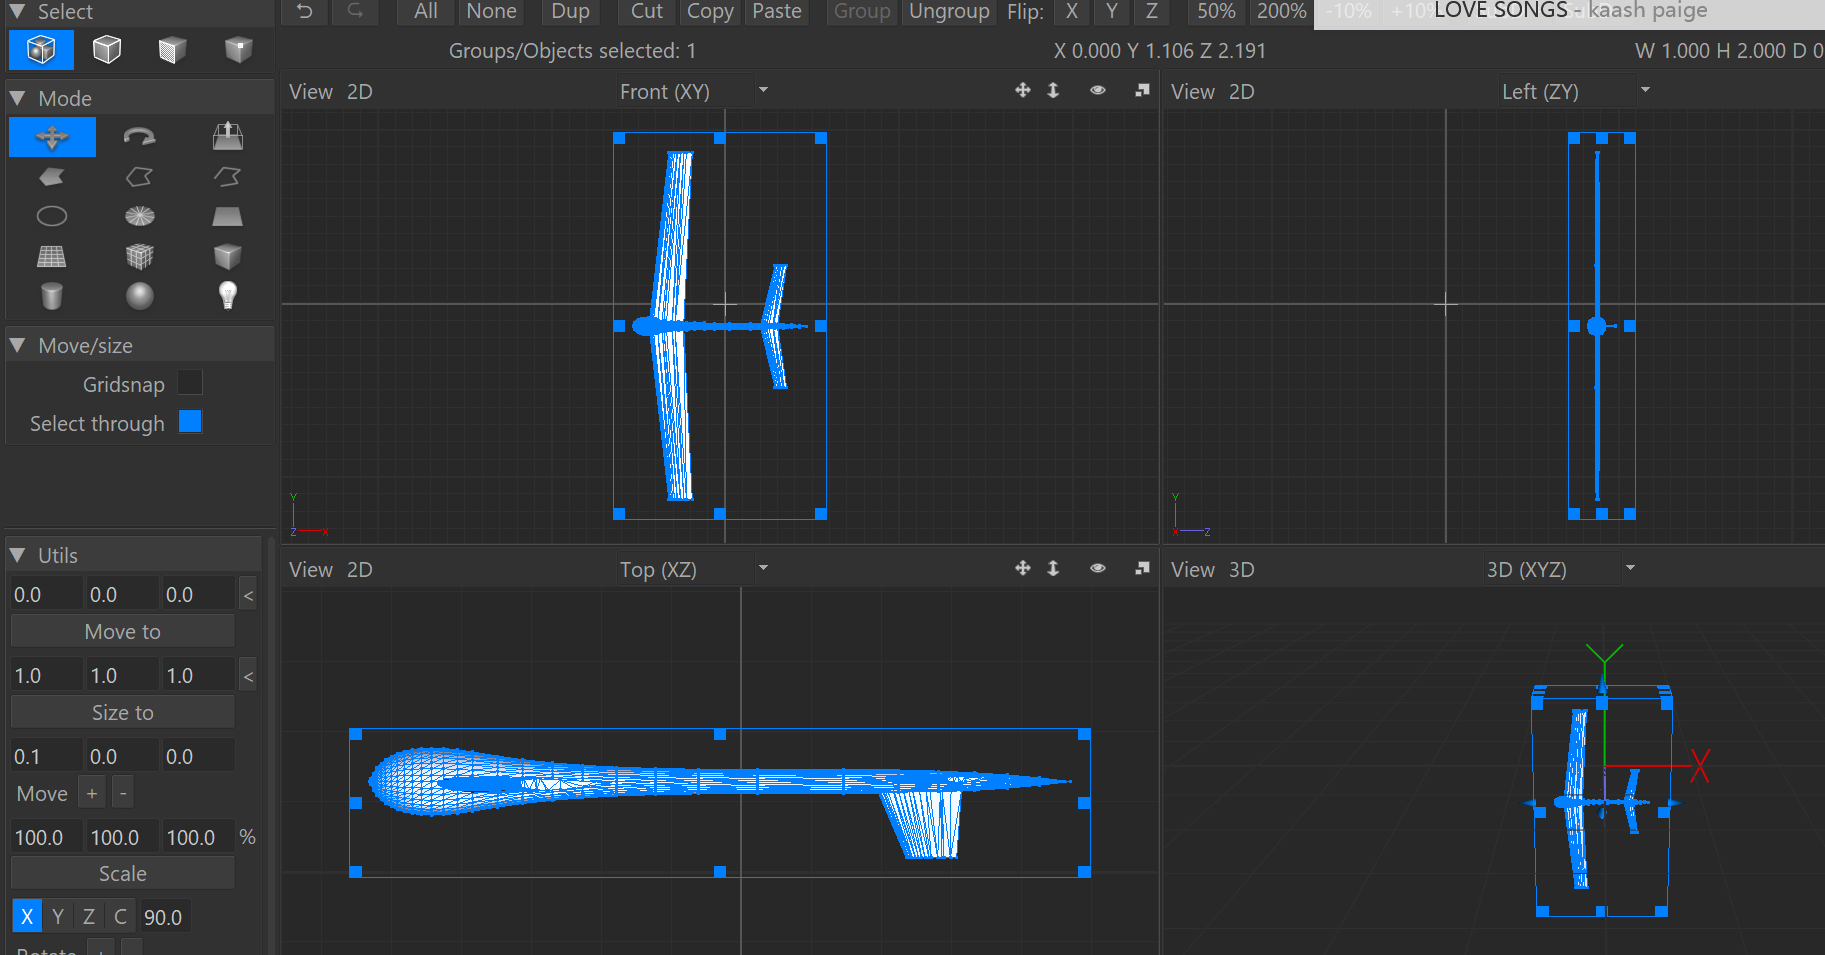 Select
All None Dup Cut Copy Paste Group Ungroup Flip: X Y Z 50% 200% -10% +10%
LOVE SONGS - kaash paige
Groups/Objects selected: 1
X 0.000 Y 1.106 Z 2.191
W 1.000 H 2.000 D 0
Mode
View 2D Front (XY)
View 2D Left (ZY)
Move/size
Gridsnap
Select through
Y
Z X
Y
X Z
Utils
View 2D Top (XZ)
View 3D 3D (XYZ)
0.0 0.0 0.0 <
Move to
1.0 1.0 1.0 <
Size to
0.1 0.0 0.0
Move + -
100.0 100.0 100.0 %
Scale
X Y Z C 90.0
Rotate
Y
X